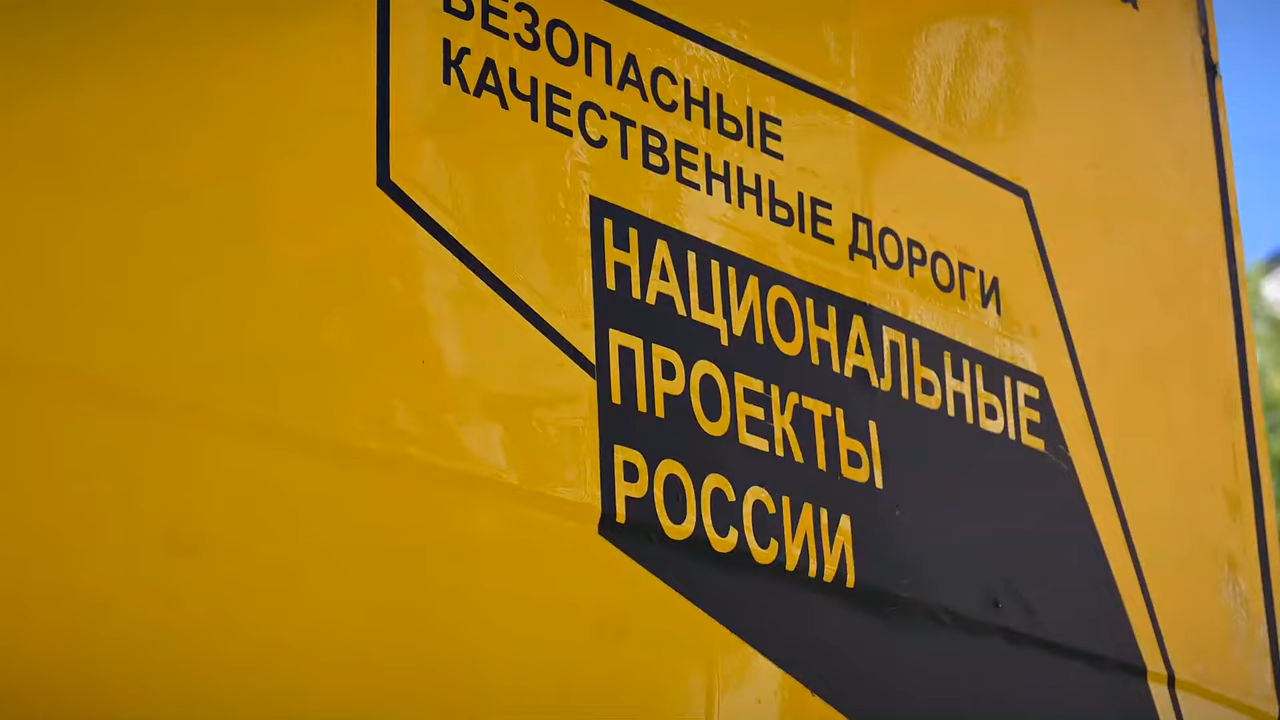 БЕЗОПАСНЫЕ
КАЧЕСТВЕННЫЕ ДОРОГИ
НАЦИОНАЛЬНЫЕ
ПРОЕКТЫ
РОССИИ